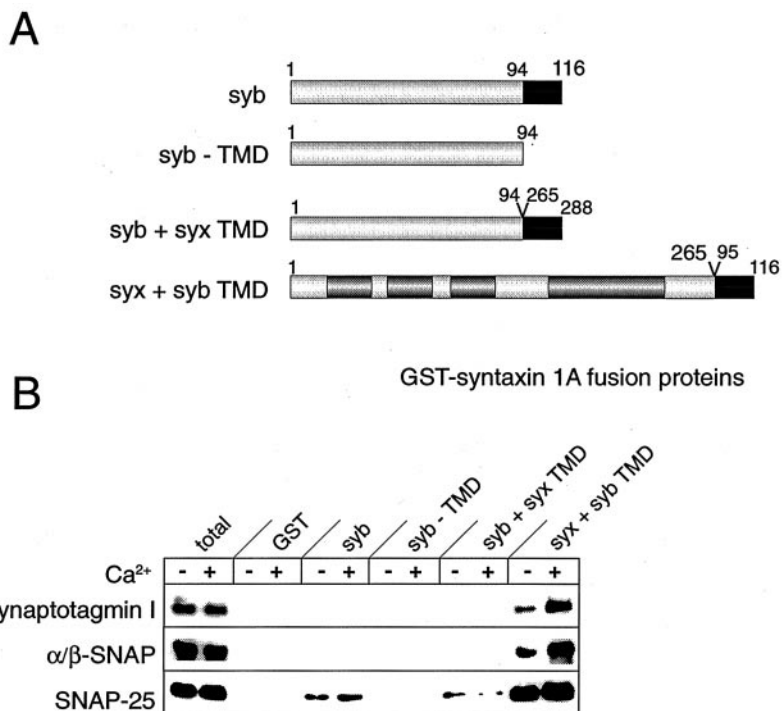 A
1 94 116
syb
1 94
syb - TMD
1 94 265 288
syb + syx TMD
1 265 95 116
syx + syb TMD
GST-syntaxin 1A fusion proteins
B
total GST syb syb - TMD syb + syx TMD syx + syb TMD
Ca²⁺ - + - + - + - + - + - +
ynaptotagmin I
α/β-SNAP
SNAP-25